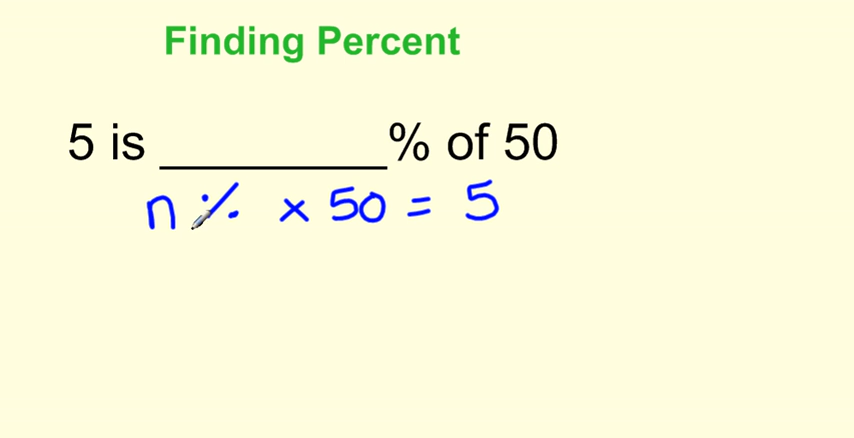 Finding Percent
5 is ________% of 50
n % × 50 = 5